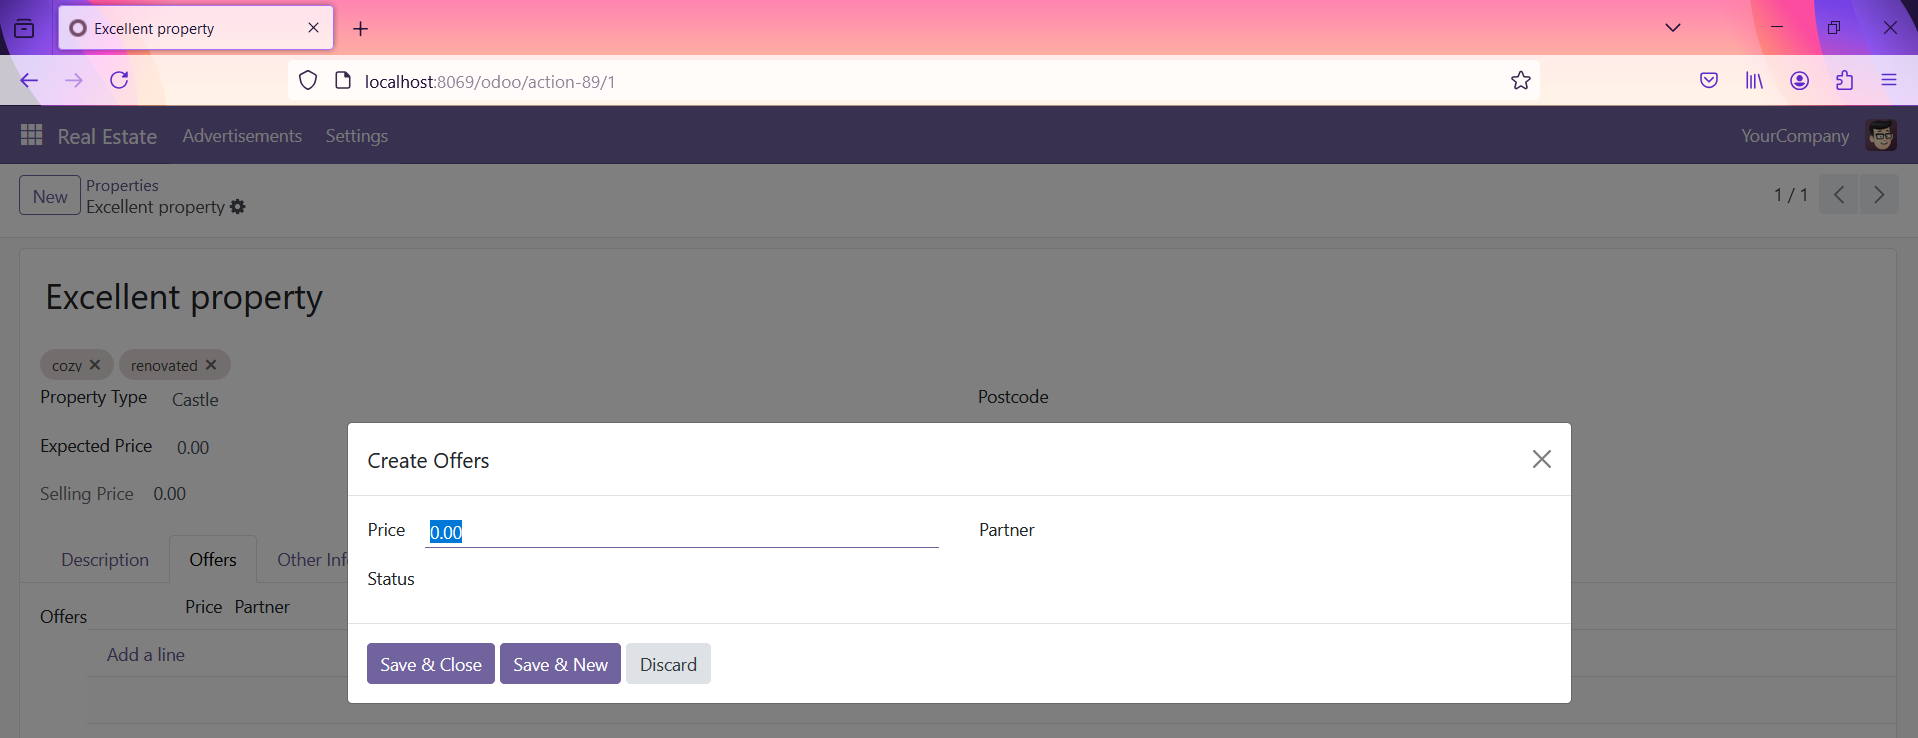 Excellent property
localhost:8069/odoo/action-89/1
Real Estate Advertisements Settings YourCompany
New Properties
Excellent property 1 / 1
Excellent property
cozy renovated
Property Type Castle Postcode
Expected Price 0.00
Selling Price 0.00
Description Offers Other Inf
Offers Price Partner
Add a line
Create Offers
Price 0.00 Partner
Status
Save & Close Save & New Discard